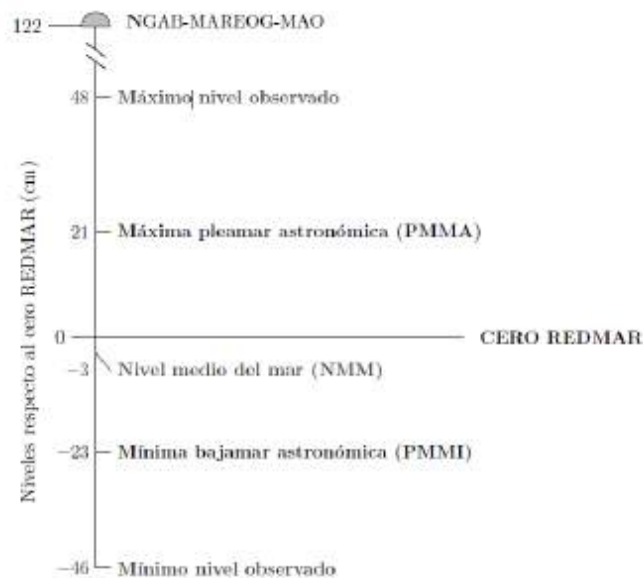 122 NGAB-MAREOG-MAO
48 Máximo nivel observado
21 Máxima pleamar astronómica (PMMA)
0 CERO REDMAR
−3 Nivel medio del mar (NMM)
−23 Mínima bajamar astronómica (PMMI)
−46 Mínimo nivel observado
Niveles respecto al cero REDMAR (cm)